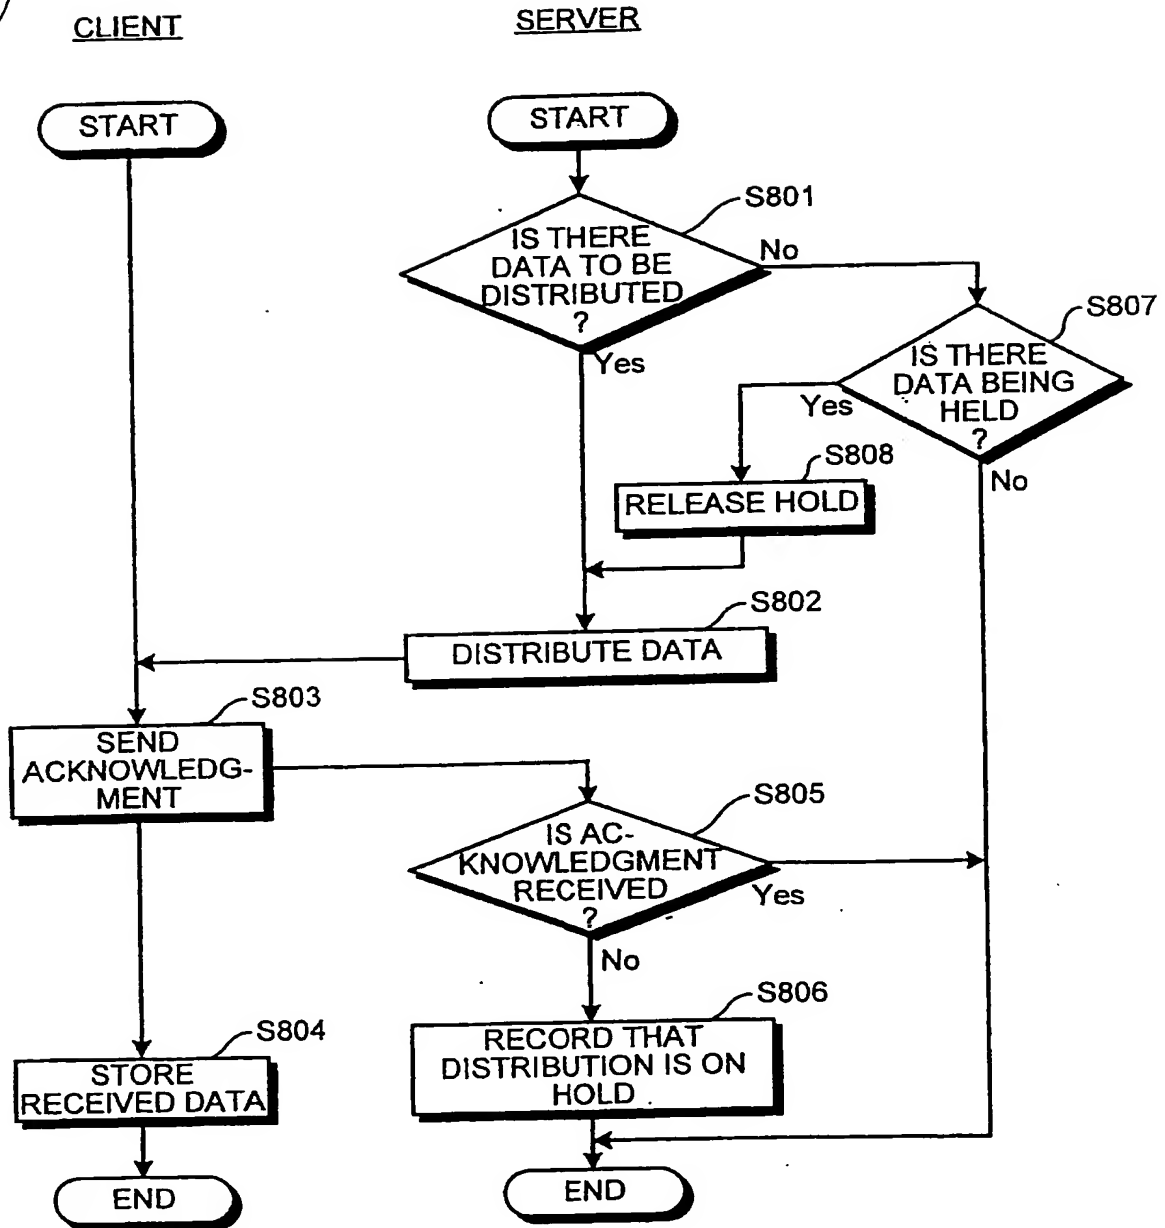 CLIENT
SERVER
START
START
S801
IS THERE
DATA TO BE
DISTRIBUTED
?
No
Yes
S807
IS THERE
DATA BEING
HELD
?
Yes
No
S808
RELEASE HOLD
S802
DISTRIBUTE DATA
S803
SEND
ACKNOWLEDG-
MENT
S805
IS AC-
KNOWLEDGMENT
RECEIVED
?
Yes
No
S806
RECORD THAT
DISTRIBUTION IS ON
HOLD
S804
STORE
RECEIVED DATA
END
END